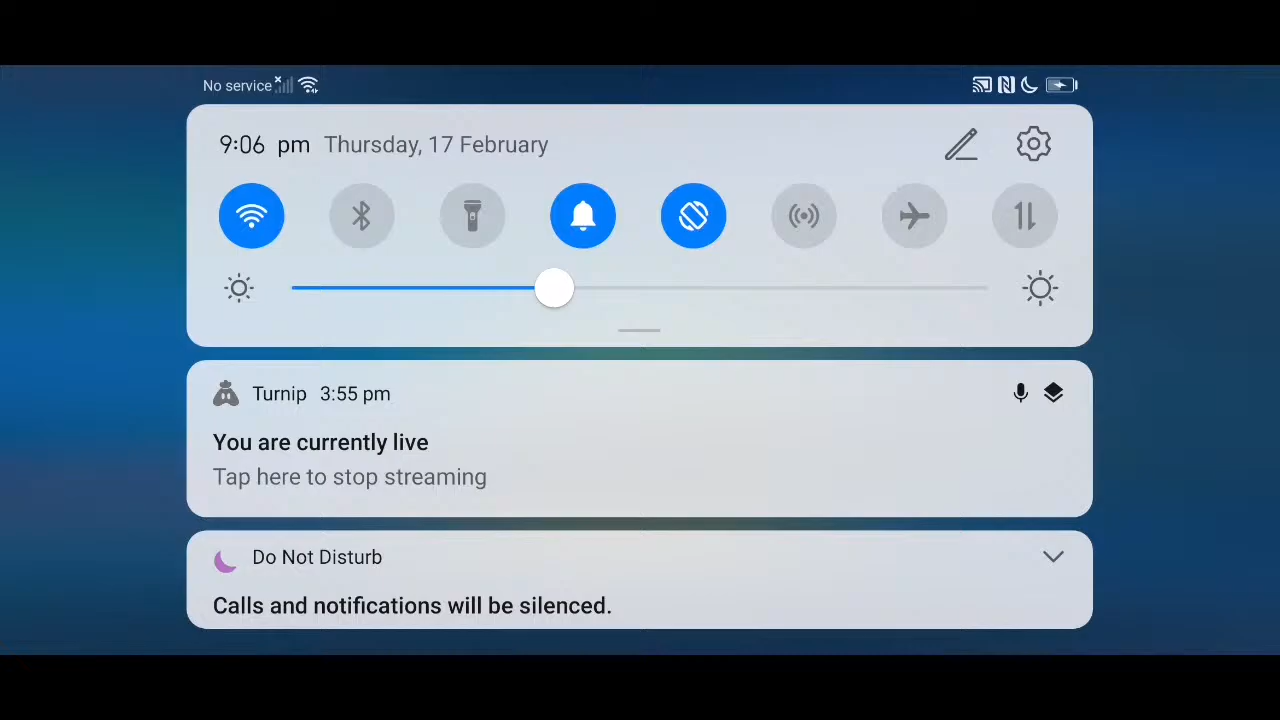 No service
9:06 pm Thursday, 17 February
Turnip 3:55 pm
You are currently live
Tap here to stop streaming
Do Not Disturb
Calls and notifications will be silenced.